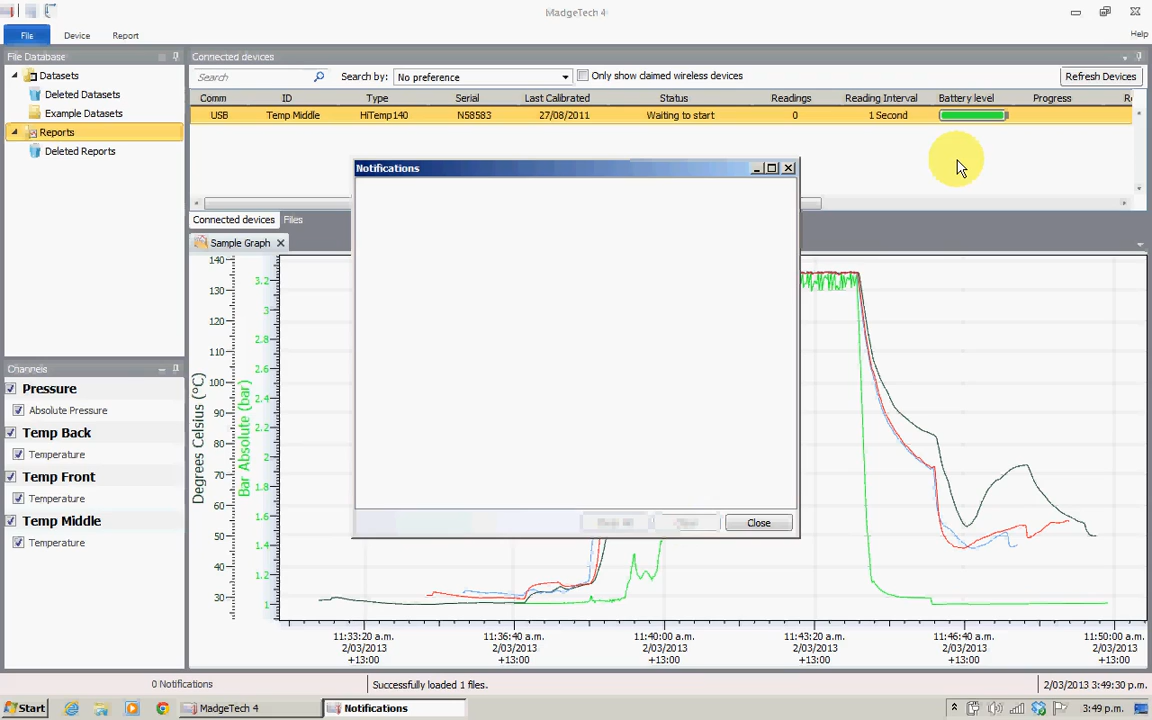 MadgeTech 4
File
Device
Report
Help
File Database
Datasets
Deleted Datasets
Example Datasets
Reports
Deleted Reports
Connected devices
Search
Search by:
No preference
Only show claimed wireless devices
Refresh Devices
Comm ID Type Serial Last Calibrated Status Readings Reading Interval Battery level Progress
USB Temp Middle HiTemp140 N58583 27/08/2011 Waiting to start 0 1 Second
Notifications
Close
Connected devices
Files
Sample Graph
Channels
Pressure
Absolute Pressure
Temp Back
Temperature
Temp Front
Temperature
Temp Middle
Temperature
Degrees Celsius (°C)
140
130
120
110
100
90
80
70
60
50
40
30
Bar Absolute (bar)
3.2
3
2.8
2.6
2.4
2.2
2
1.8
1.6
1.4
1.2
1
11:33:20 a.m. 11:36:40 a.m. 11:40:00 a.m. 11:43:20 a.m. 11:46:40 a.m. 11:50:00 a.m.
2/03/2013 2/03/2013 2/03/2013 2/03/2013 2/03/2013 2/03/2013
+13:00 +13:00 +13:00 +13:00 +13:00 +13:00
0 Notifications
Successfully loaded 1 files.
2/03/2013 3:49:30 p.m.
Start
MadgeTech 4
Notifications
3:49 p.m.